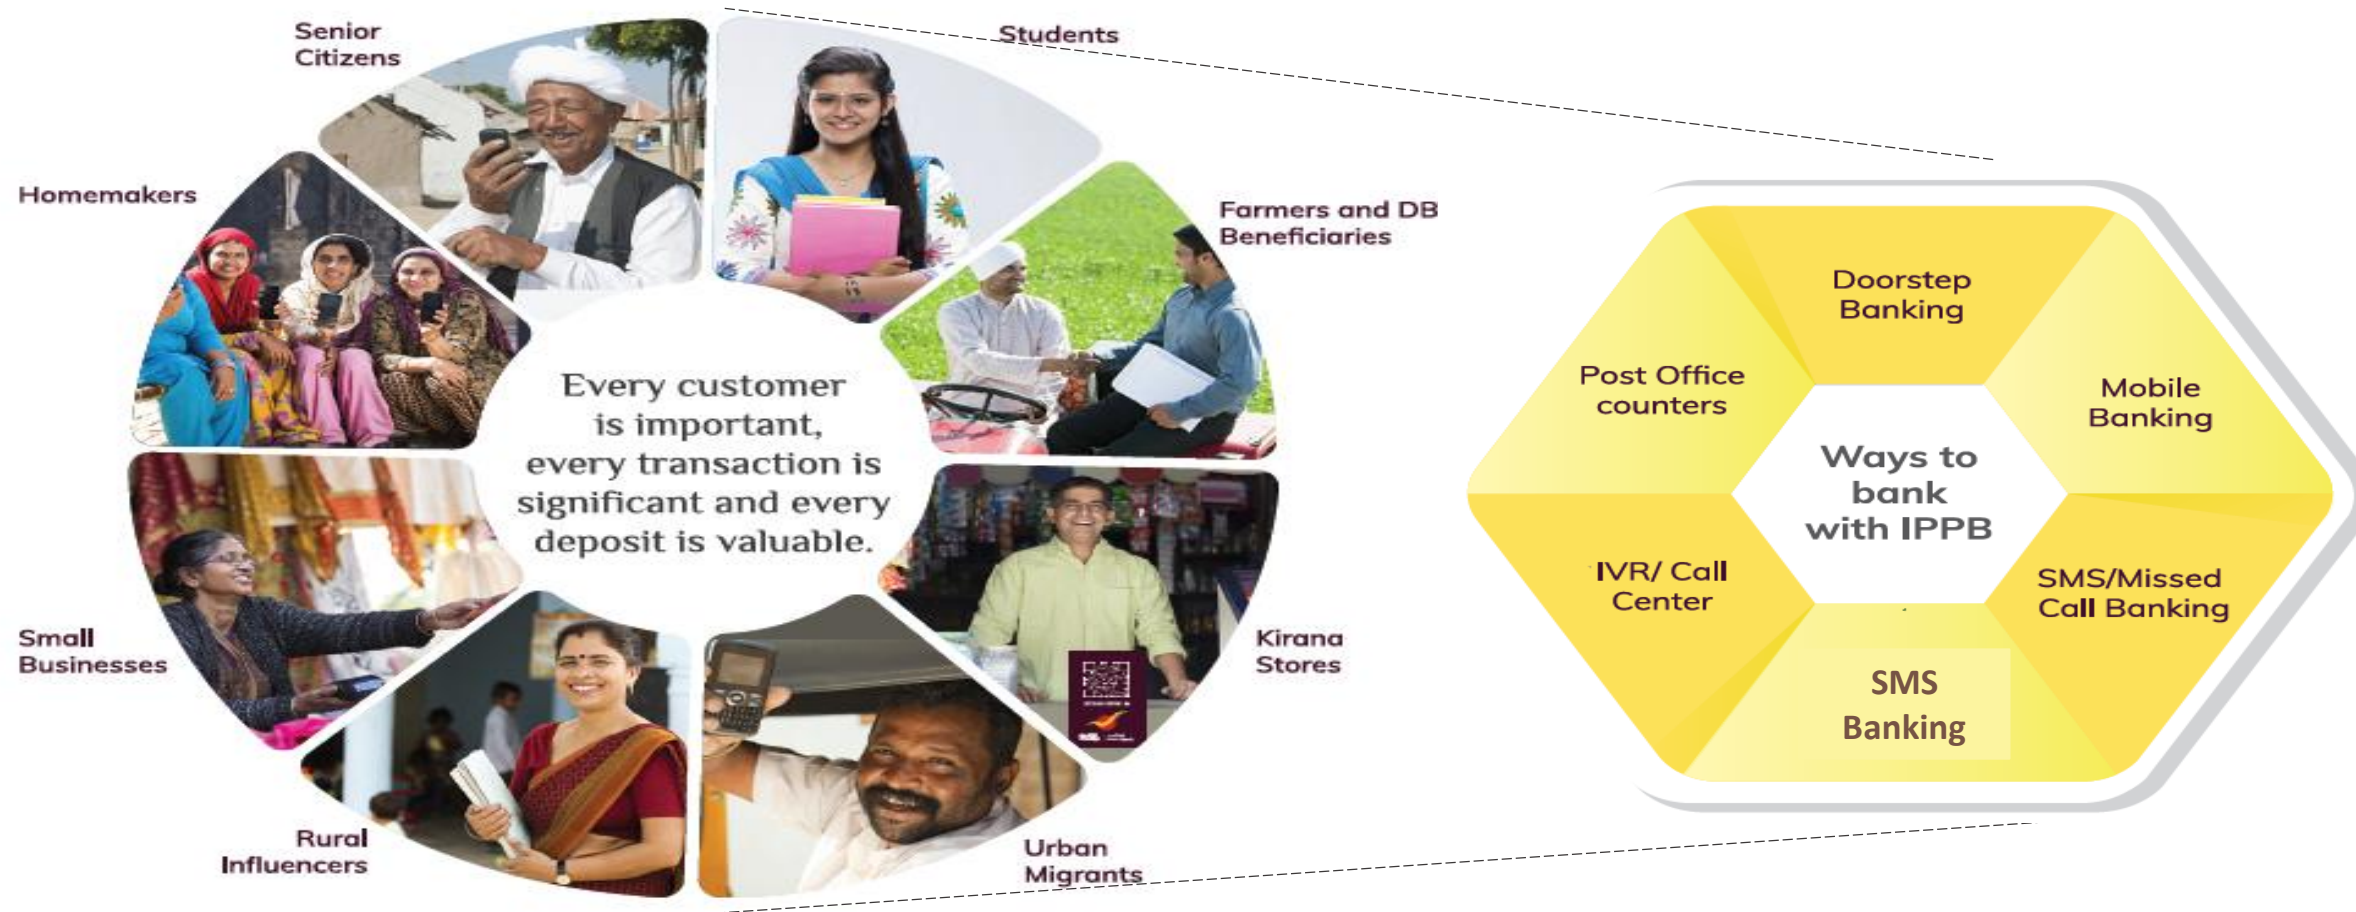 Senior
Citizens
Students
Homemakers
Farmers and DB
Beneficiaries
Every customer
is important,
every transaction is
significant and every
deposit is valuable.
Small
Businesses
Kirana
Stores
Rural
Influencers
Urban
Migrants
Doorstep
Banking
Post Office
counters
Mobile
Banking
Ways to
bank
with IPPB
IVR/ Call
Center
SMS/Missed
Call Banking
SMS
Banking